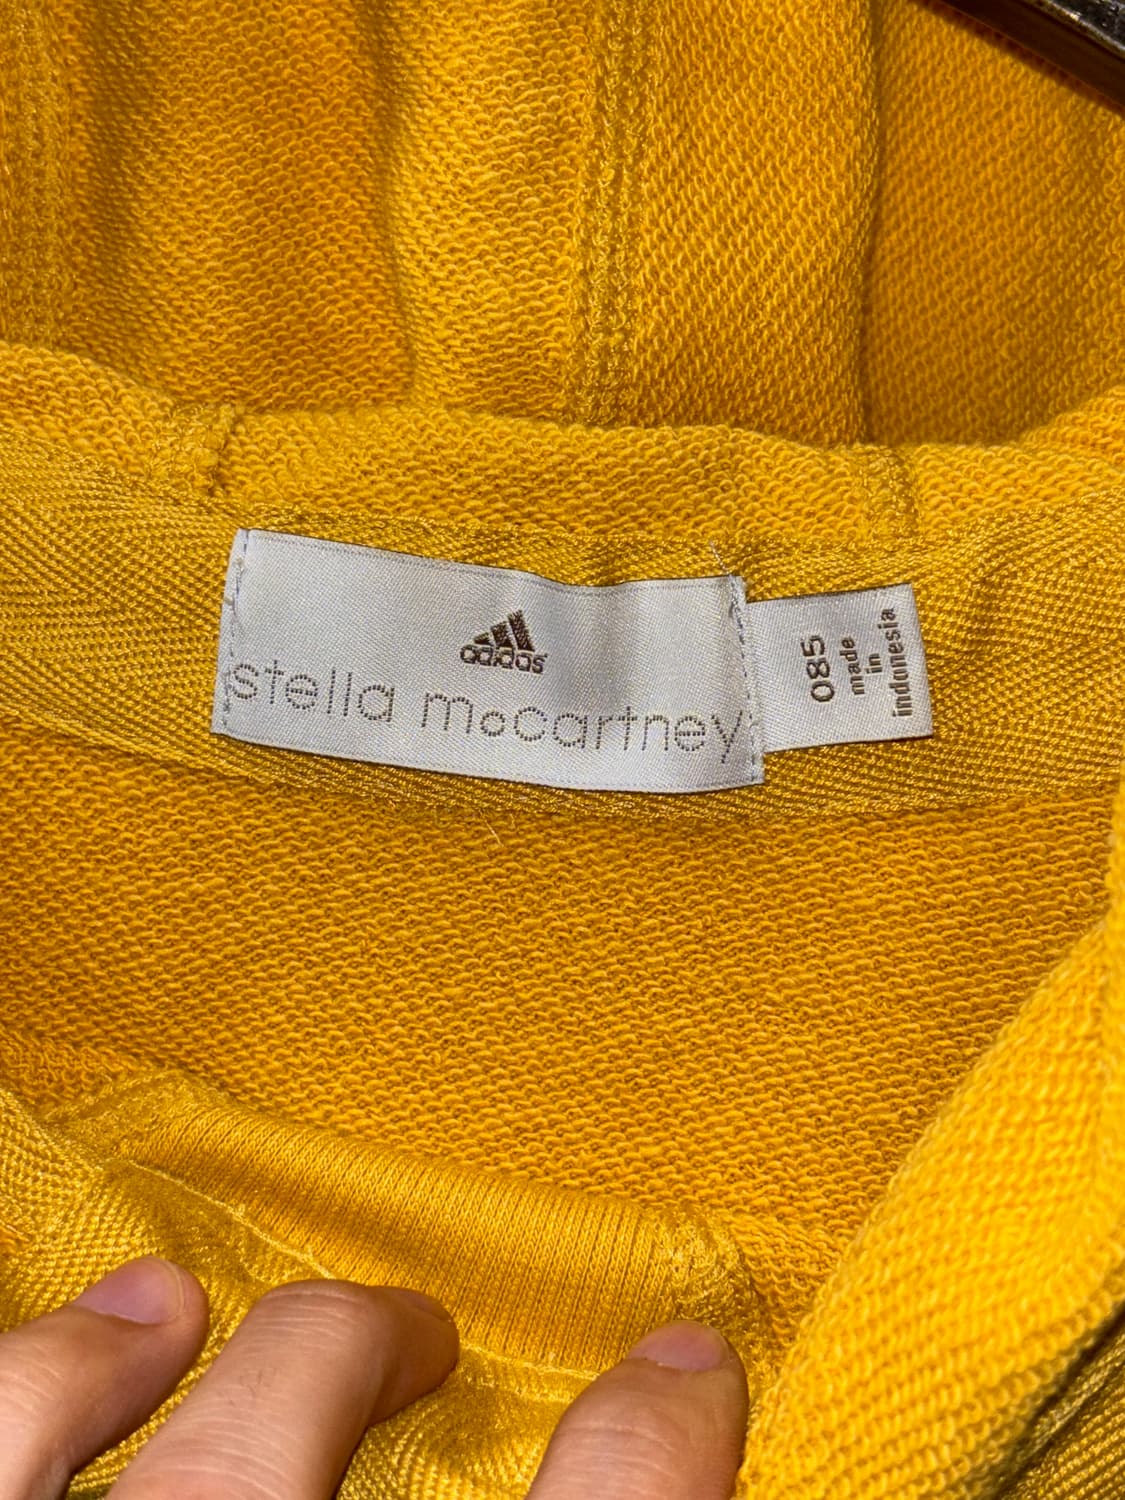 adidas
stella mccartney
085
made
in
indonesia